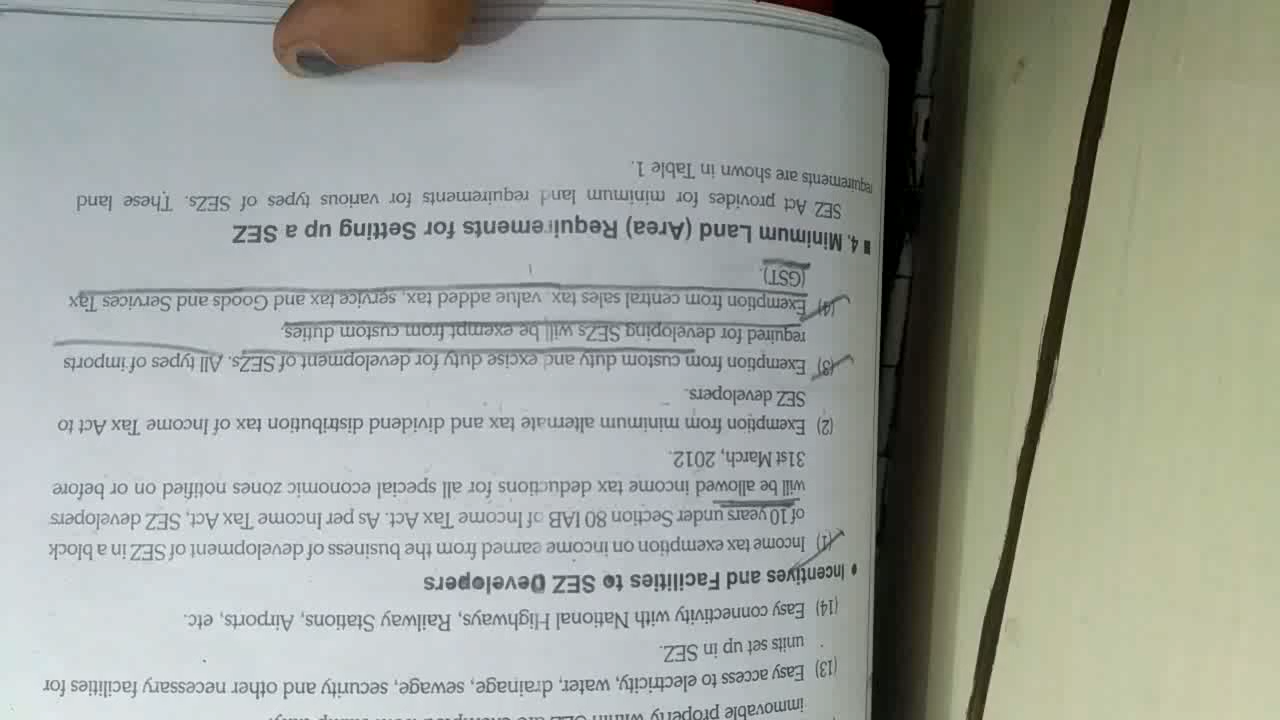 immovable property within SEZ are exempted from stamp duty.
(13) Easy access to electricity, water, drainage, sewage, security and other necessary facilities for
units set up in SEZ.
(14) Easy connectivity with National Highways, Railway Stations, Airports, etc.
• Incentives and Facilities to SEZ Developers
(1) Income tax exemption on income earned from the business of development of SEZ in a block
of 10 years under Section 80 IAB of Income Tax Act. As per Income Tax Act, SEZ developers
will be allowed income tax deductions for all special economic zones notified on or before
31st March, 2012.
(2) Exemption from minimum alternate tax and dividend distribution tax of Income Tax Act to
SEZ developers.
(3) Exemption from custom duty and excise duty for development of SEZs. All types of imports
required for developing SEZs will be exempt from custom duties.
(4) Exemption from central sales tax, value added tax, service tax and Goods and Services Tax
(GST).
■ 4. Minimum Land (Area) Requirements for Setting up a SEZ
SEZ Act provides for minimum land requirements for various types of SEZs. These land
requirements are shown in Table 1.